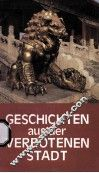 GESCHICHTEN
aus der
VERBOTENEN
STADT